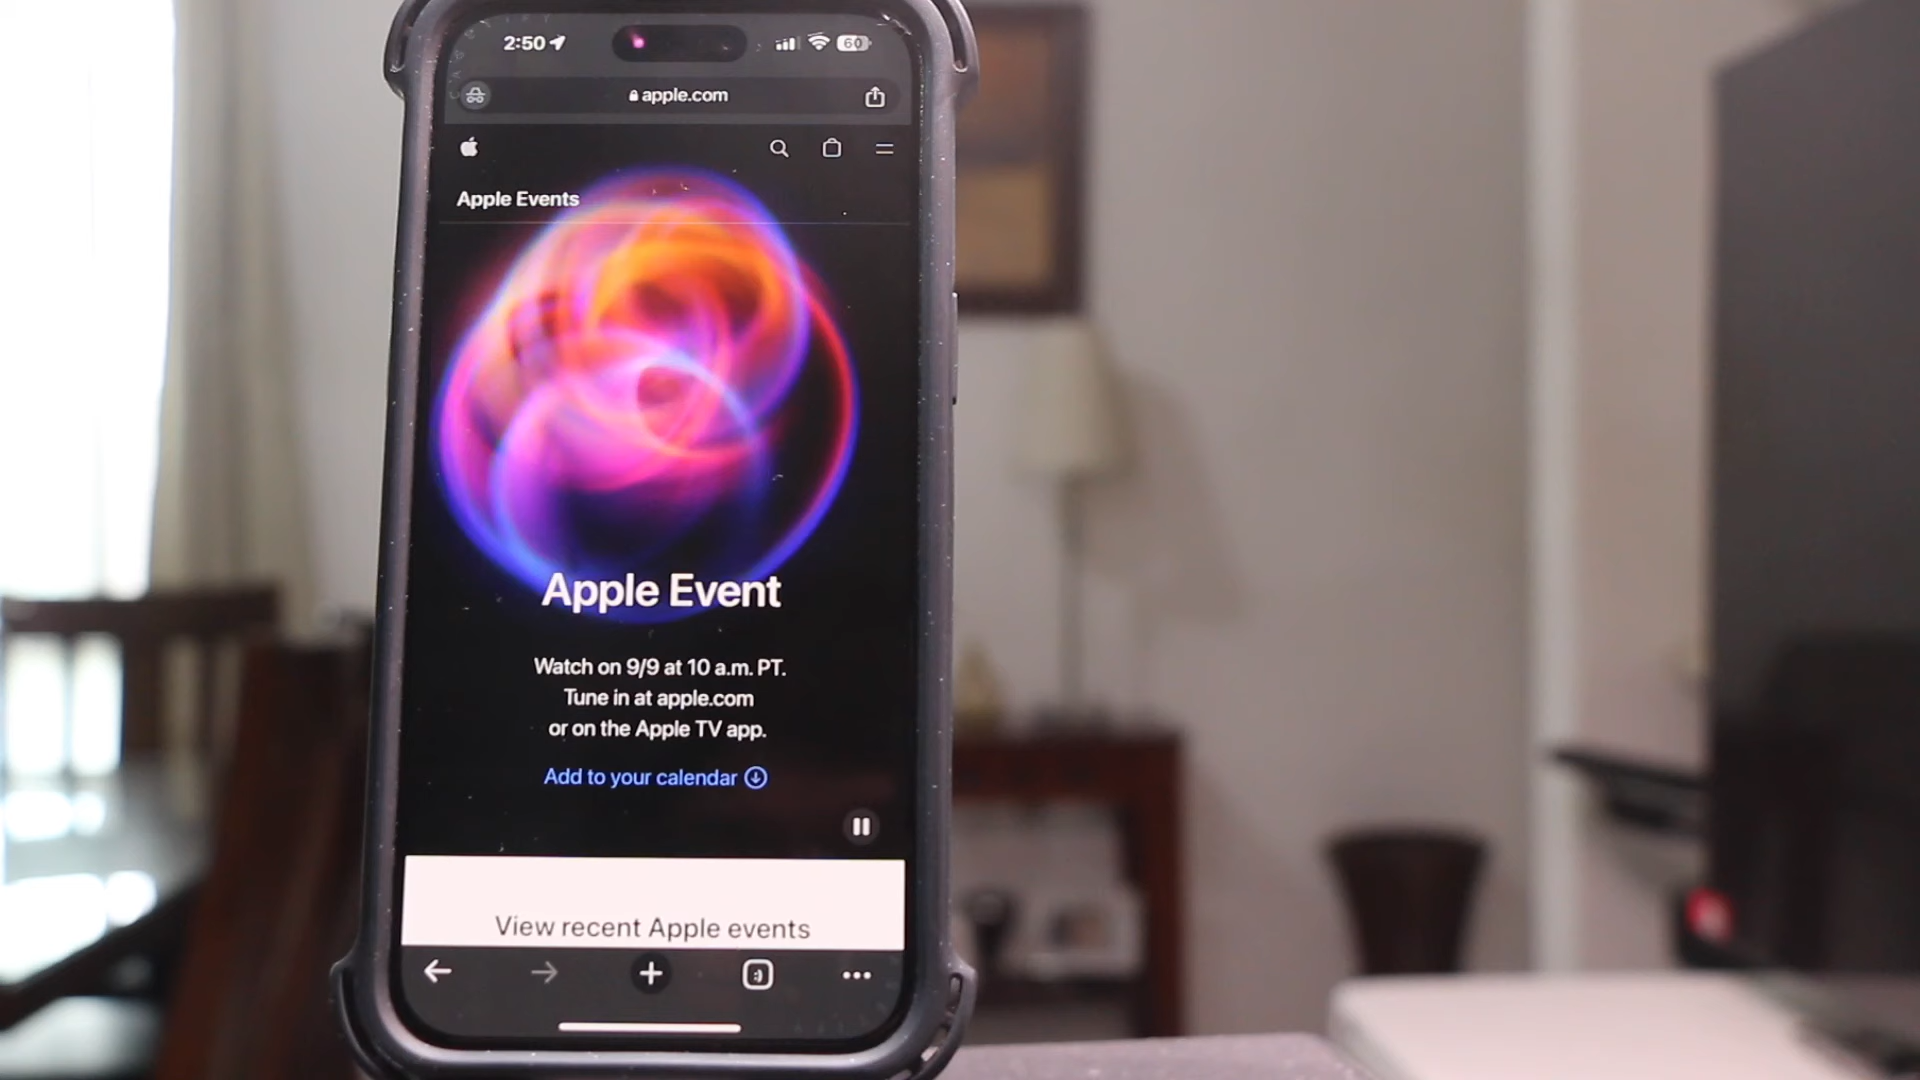 2:50
60
apple.com
Apple Events
Apple Event
Watch on 9/9 at 10 a.m. PT.
Tune in at apple.com
or on the Apple TV app.
Add to your calendar
View recent Apple events
:)